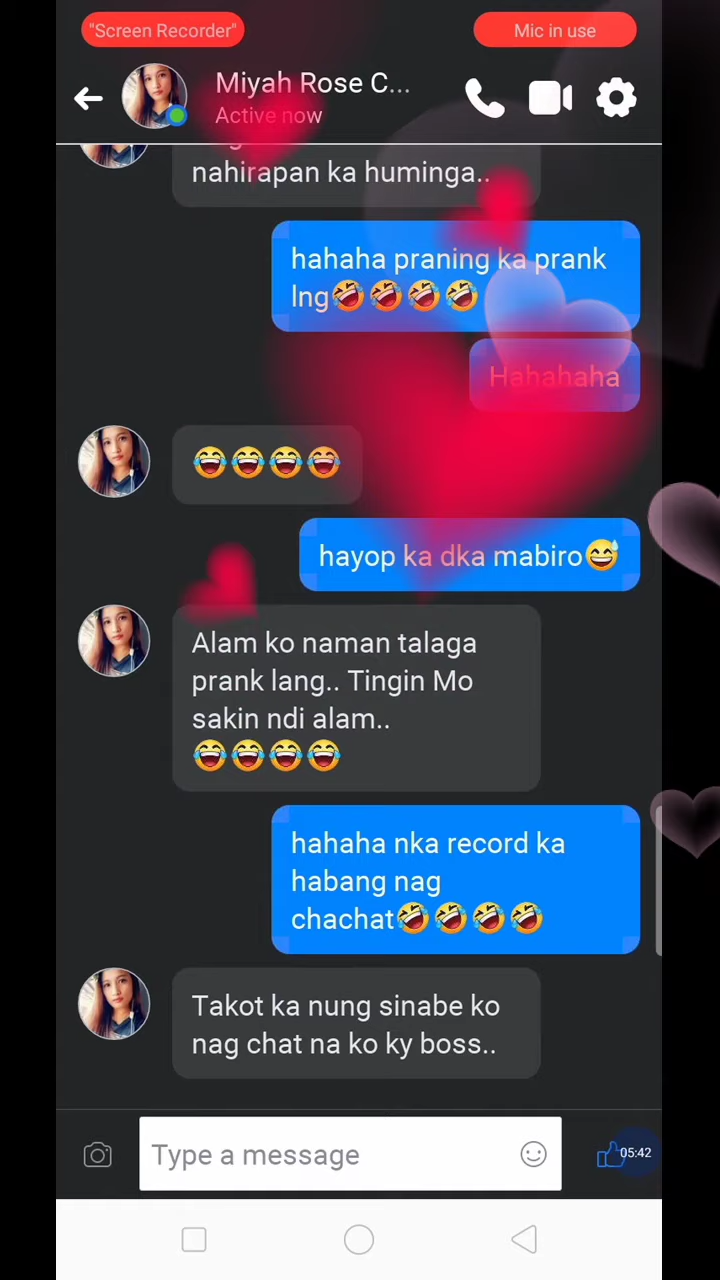 "Screen Recorder"
Mic in use
Miyah Rose C...
Active now
nahirapan ka huminga..
hahaha praning ka prank
lng🤣🤣🤣🤣
Hahahaha
😂😂😂😂
hayop ka dka mabiro😅
Alam ko naman talaga
prank lang.. Tingin Mo
sakin ndi alam..
😂😂😂😂
hahaha nka record ka
habang nag
chachat🤣🤣🤣🤣
Takot ka nung sinabe ko
nag chat na ko ky boss..
Type a message
05:42